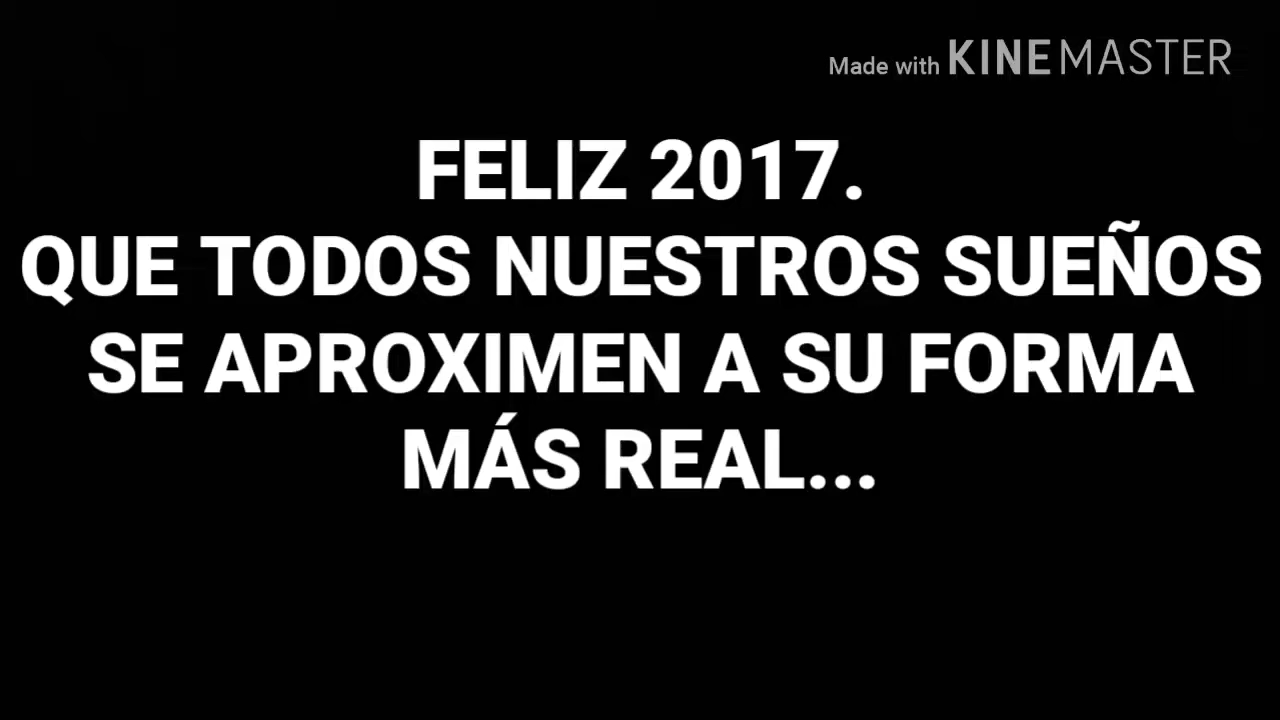 Made with KINEMASTER
FELIZ 2017.
QUE TODOS NUESTROS SUEÑOS
SE APROXIMEN A SU FORMA
MÁS REAL...